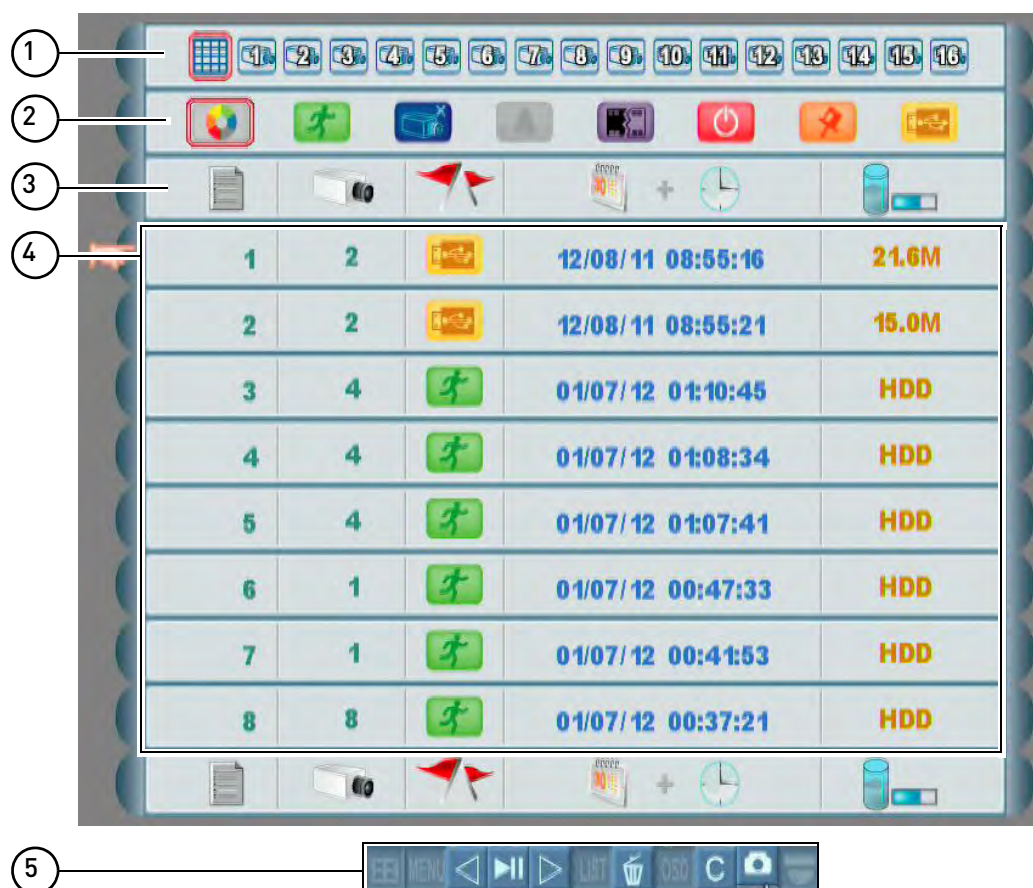 1
1 2 3 4 5 6 7 8 9 10 11 12 13 14 15 16
2
A
3
30 +
4
1 2 12/08/11 08:55:16 21.6M
2 2 12/08/11 08:55:21 15.0M
3 4 01/07/12 01:10:45 HDD
4 4 01/07/12 01:08:34 HDD
5 4 01/07/12 01:07:41 HDD
6 1 01/07/12 00:47:33 HDD
7 1 01/07/12 00:41:53 HDD
8 8 01/07/12 00:37:21 HDD
30 +
5
MENU LIST OSD C